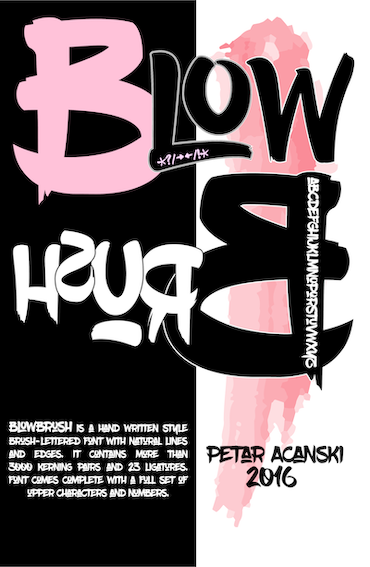 BLOW
*?!→←/!:*
BRUSH
BLOWBRUSH IS A HAND WRITTEN STYLE
BRUSH-LETTERED FONT WITH NATURAL LINES
AND EDGES. IT CONTAINS MORE THAN
3000 KERNING PAIRS AND 23 LIGATURES.
FONT COMES COMPLETE WITH A FULL SET OF
UPPER CHARACTERS AND NUMBERS.
PETAR ACANSKI
2016